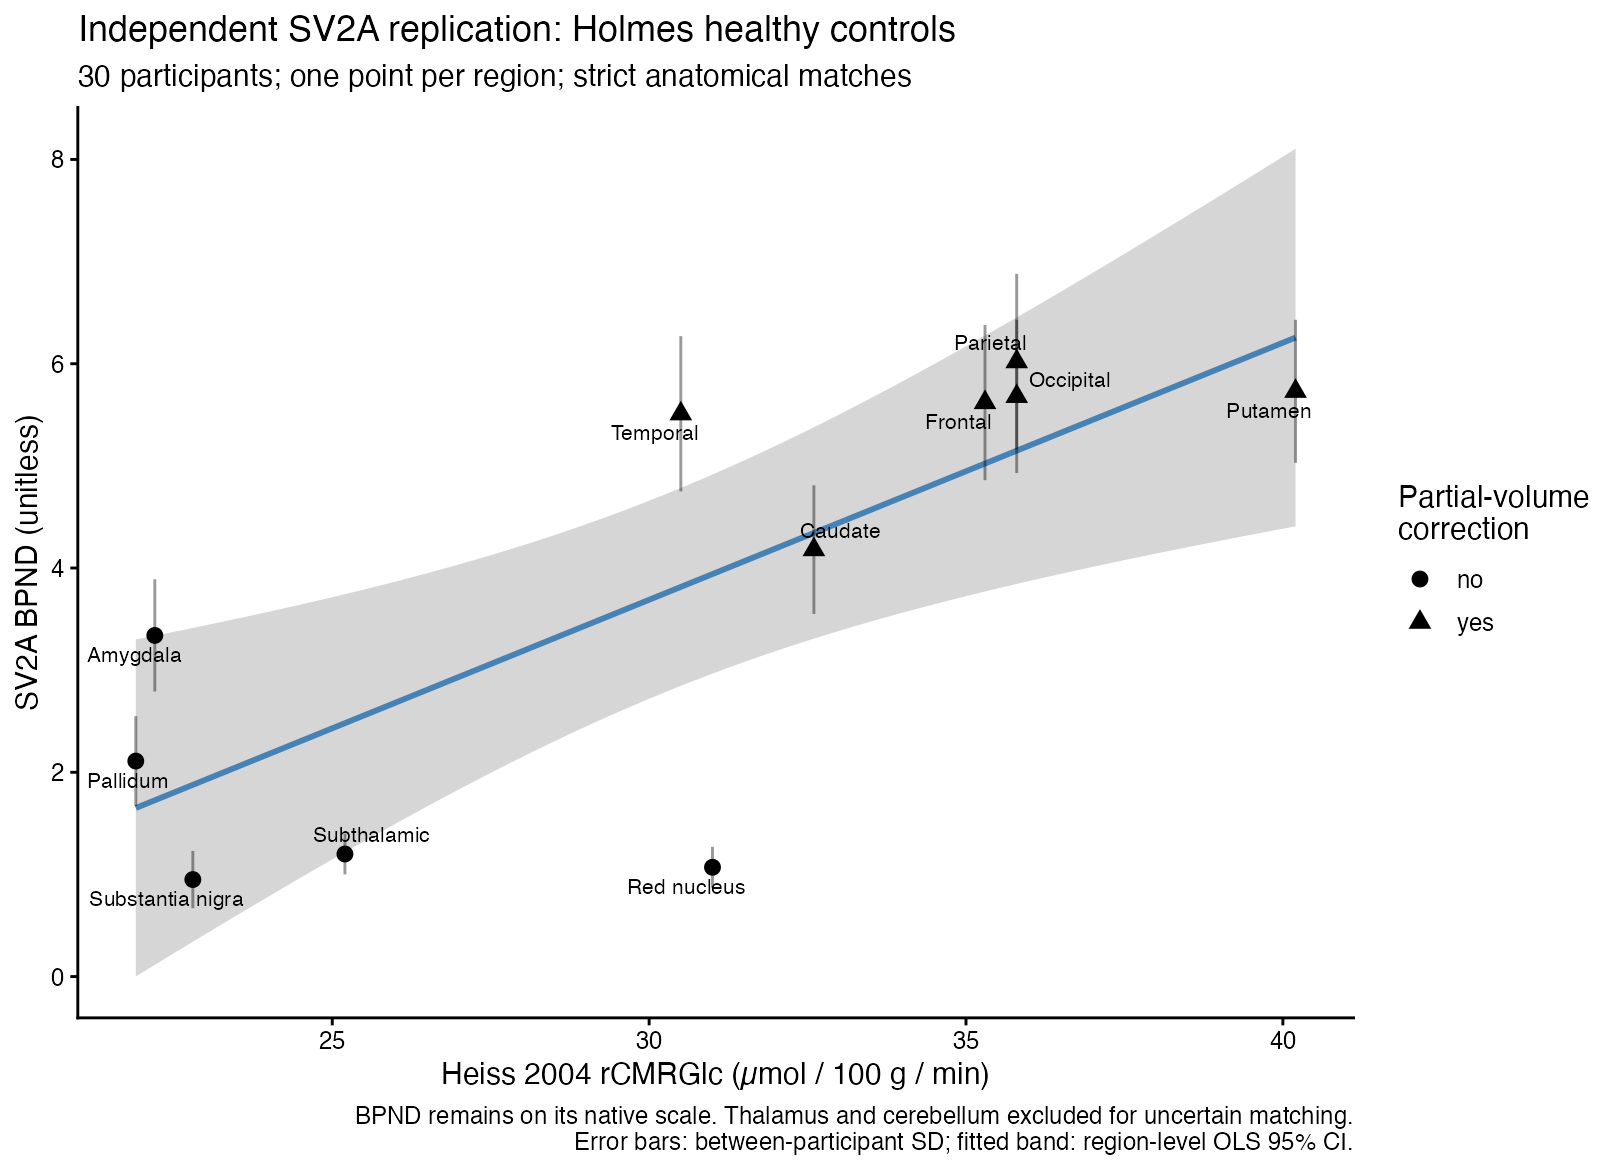 Independent SV2A replication: Holmes healthy controls
30 participants; one point per region; strict anatomical matches
SV2A BPND (unitless)
8
6
4
2
0
Parietal
Occipital
Frontal
Putamen
Temporal
Caudate
Amygdala
Pallidum
Subthalamic
Substantia nigra
Red nucleus
25
30
35
40
Heiss 2004 rCMRGlc (µmol / 100 g / min)
Partial-volume
correction
no
yes
BPND remains on its native scale. Thalamus and cerebellum excluded for uncertain matching.
Error bars: between-participant SD; fitted band: region-level OLS 95% CI.